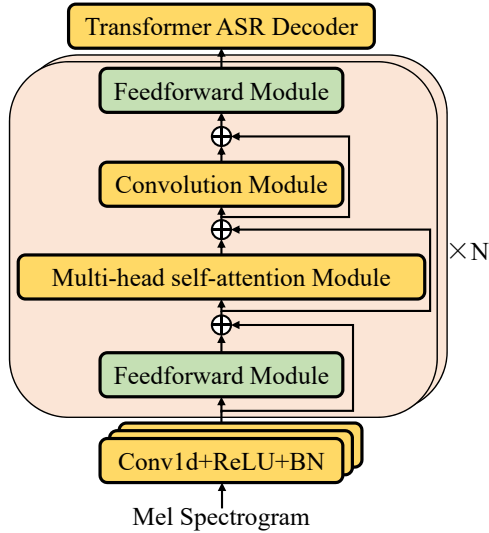 Transformer ASR Decoder
Feedforward Module
Convolution Module
×N
Multi-head self-attention Module
Feedforward Module
Conv1d+ReLU+BN
Mel Spectrogram